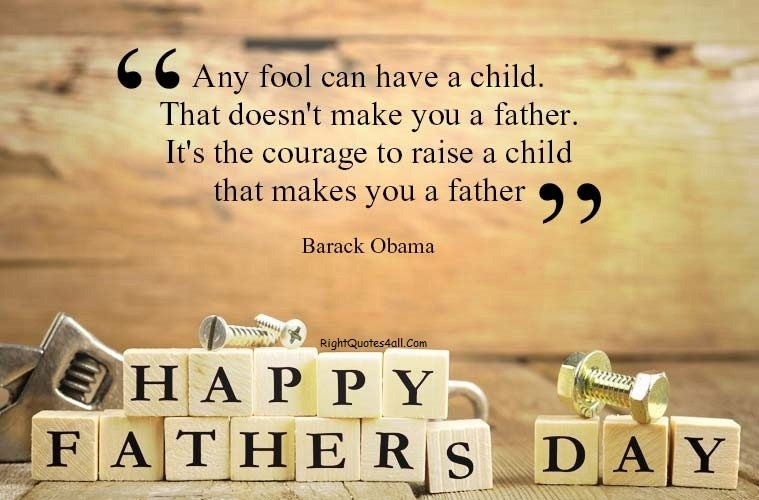 “ Any fool can have a child.
That doesn't make you a father.
It's the courage to raise a child
that makes you a father ”
Barack Obama
RightQuotes4all.Com
HAPPY
FATHERS DAY